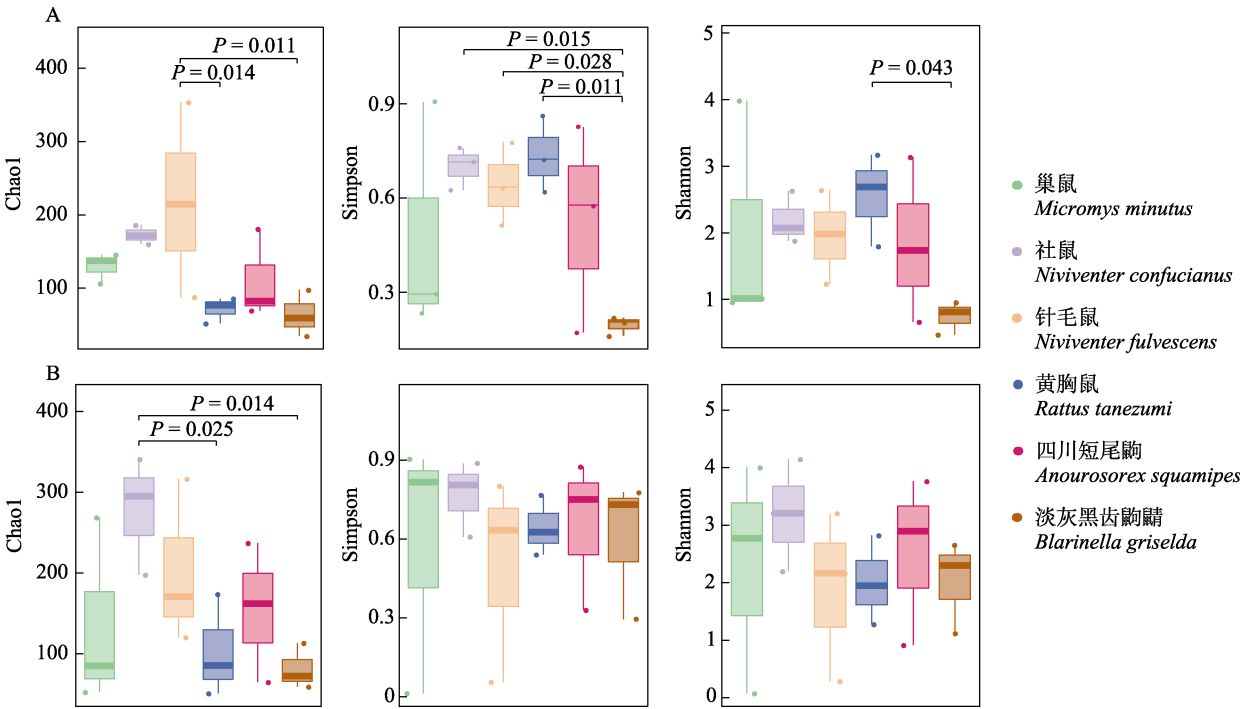 A
Chao1
400
300
200
100
P = 0.011
P = 0.014
Simpson
0.9
0.6
0.3
P = 0.015
P = 0.028
P = 0.011
Shannon
5
4
3
2
1
P = 0.043
B
Chao1
400
300
200
100
P = 0.014
P = 0.025
Simpson
0.9
0.6
0.3
0
Shannon
5
4
3
2
1
0
巢鼠
Micromys minutus
社鼠
Niviventer confucianus
针毛鼠
Niviventer fulvescens
黄胸鼠
Rattus tanezumi
四川短尾鼩
Anourosorex squamipes
淡灰黑齿鼩鼱
Blarinella griselda